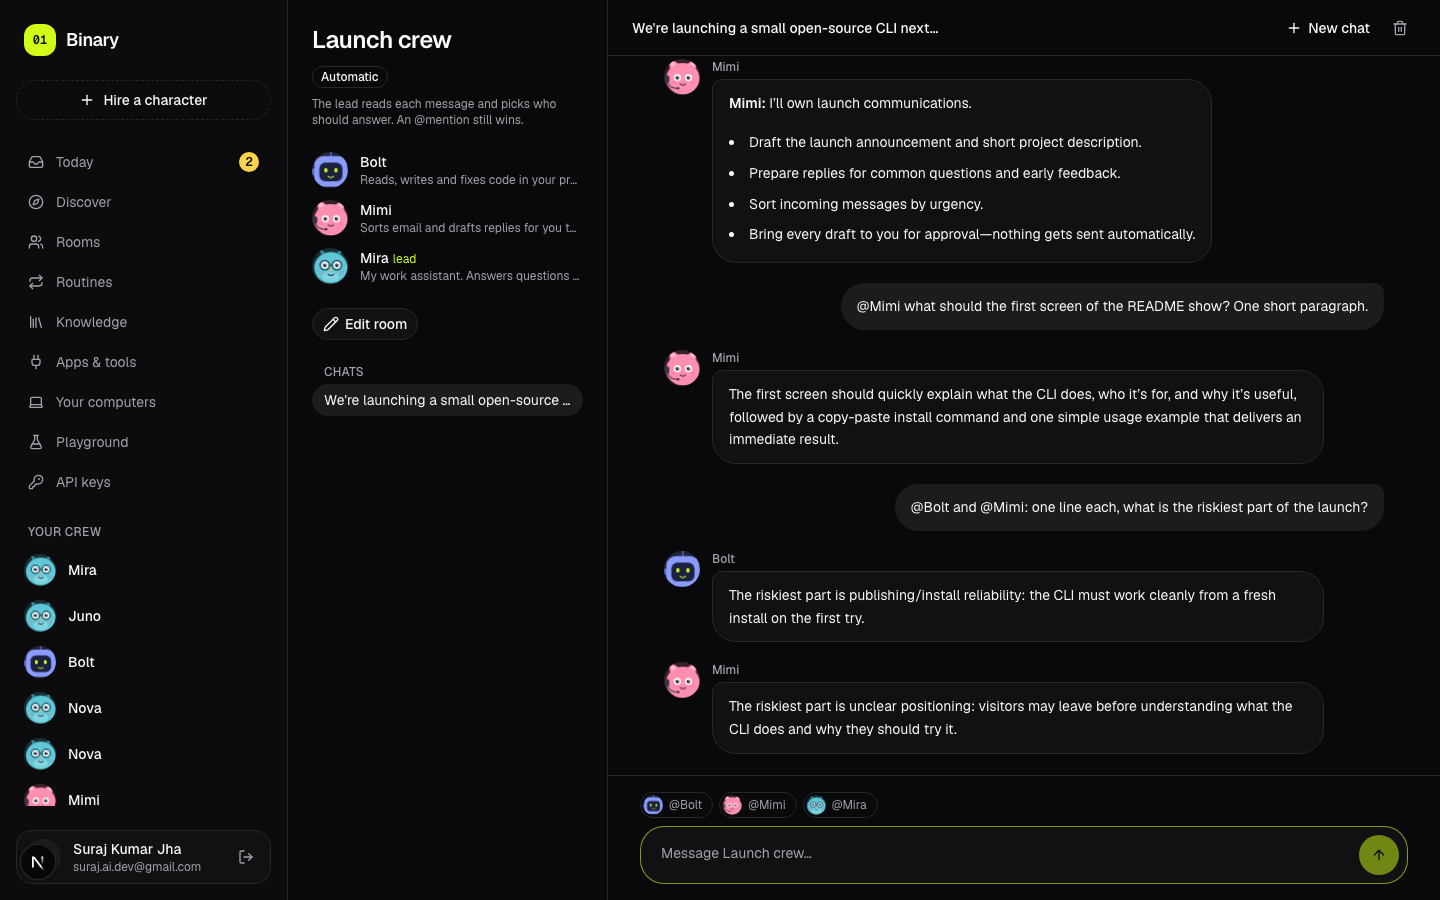 01 Binary
Hire a character
Today 2
Discover
Rooms
Routines
Knowledge
Apps & tools
Your computers
Playground
API keys
YOUR CREW
Mira
Juno
Bolt
Nova
Nova
Mimi
Suraj Kumar Jha
suraj.ai.dev@gmail.com
Launch crew
Automatic
The lead reads each message and picks who
should answer. An @mention still wins.
Bolt
Reads, writes and fixes code in your pr…
Mimi
Sorts email and drafts replies for you t…
Mira lead
My work assistant. Answers questions …
Edit room
CHATS
We're launching a small open-source …
We're launching a small open-source CLI next…
New chat
Mimi
Mimi: I'll own launch communications.
• Draft the launch announcement and short project description.
• Prepare replies for common questions and early feedback.
• Sort incoming messages by urgency.
• Bring every draft to you for approval—nothing gets sent automatically.
@Mimi what should the first screen of the README show? One short paragraph.
Mimi
The first screen should quickly explain what the CLI does, who it's for, and why it's useful,
followed by a copy-paste install command and one simple usage example that delivers an
immediate result.
@Bolt and @Mimi: one line each, what is the riskiest part of the launch?
Bolt
The riskiest part is publishing/install reliability: the CLI must work cleanly from a fresh
install on the first try.
Mimi
The riskiest part is unclear positioning: visitors may leave before understanding what the
CLI does and why they should try it.
@Bolt @Mimi @Mira
Message Launch crew…